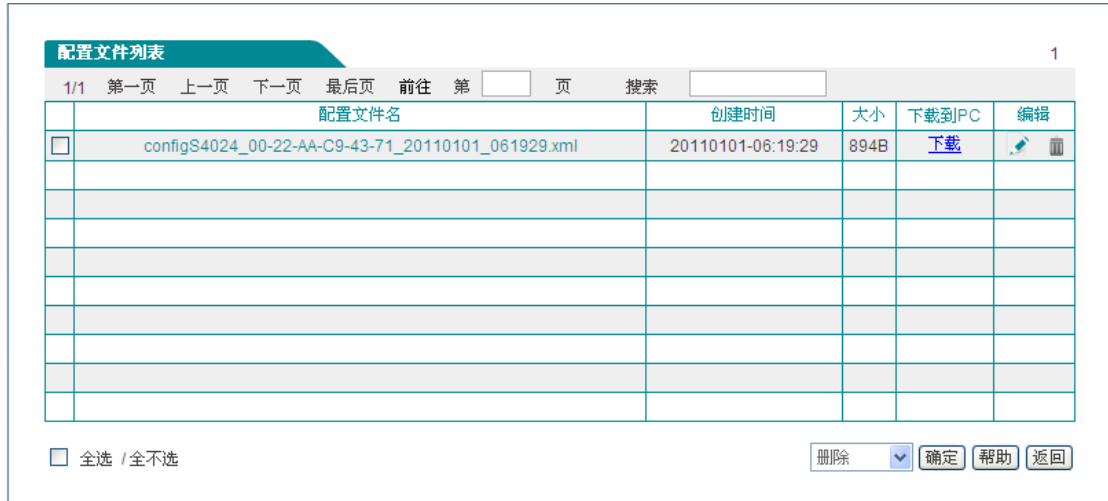 配置文件列表 1
1/1 第一页 上一页 下一页 最后页 前往 第 页 搜索
配置文件名 创建时间 大小 下载到PC 编辑
configS4024_00-22-AA-C9-43-71_20110101_061929.xml 20110101-06:19:29 894B 下载
全选 /全不选 删除 确定 帮助 返回